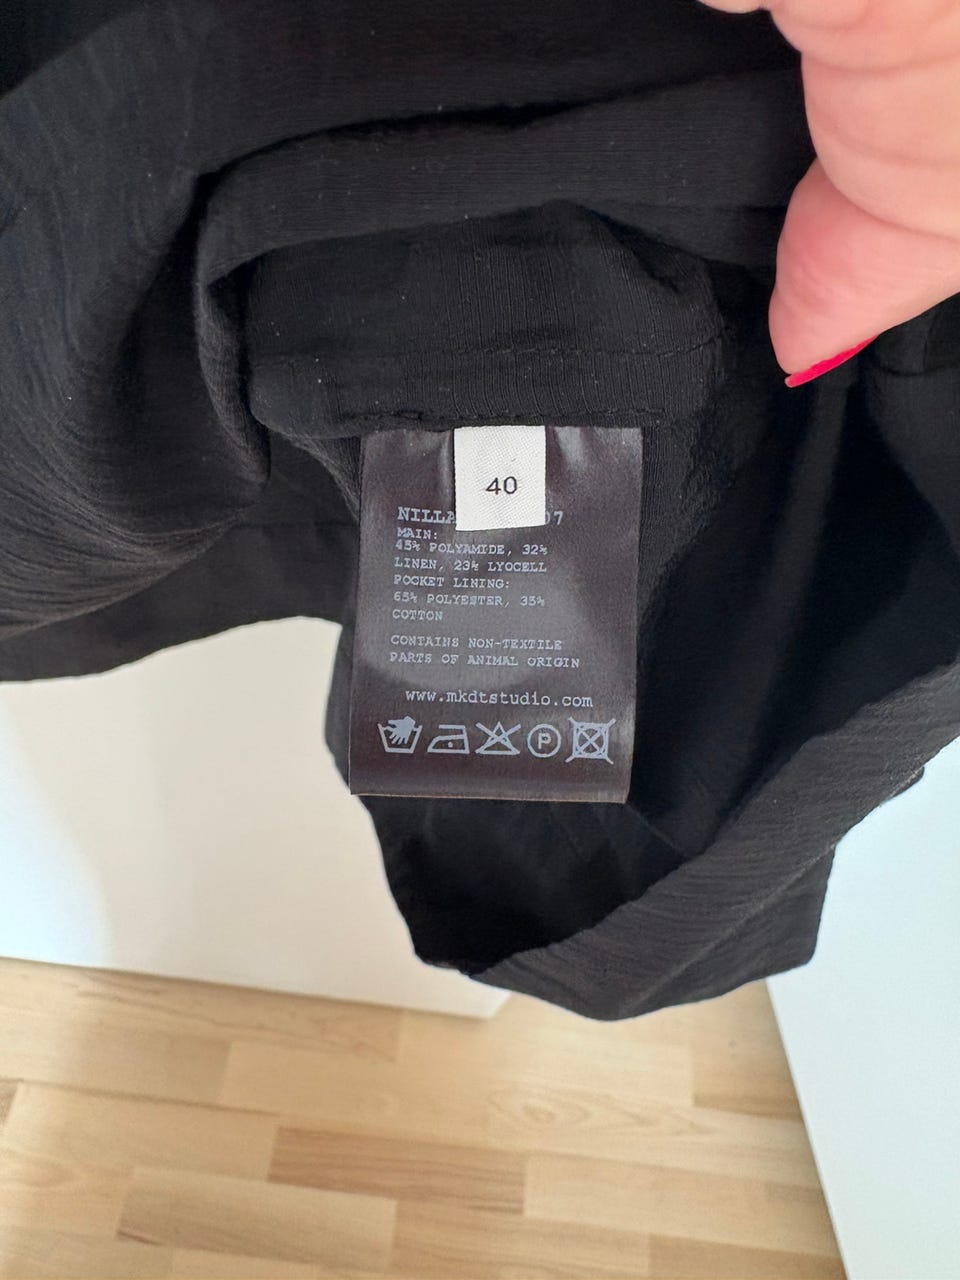 40
NILLA 07
MAIN:
45% POLYAMIDE, 32%
LINEN, 23% LYOCELL
POCKET LINING:
65% POLYESTER, 35%
COTTON
CONTAINS NON-TEXTILE
PARTS OF ANIMAL ORIGIN
www.mkdtstudio.com
P